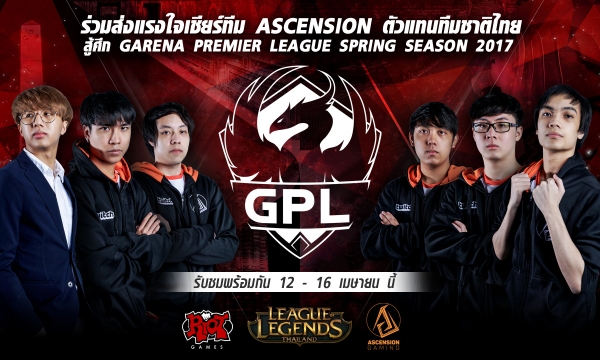 ร่วมส่งแรงใจเชียร์ทีม ASCENSION ตัวแทนทีมชาติไทย
สู้ศึก GARENA PREMIER LEAGUE SPRING SEASON 2017
GPL
twitch
twitch
twitch
รับชมพร้อมกัน 12 - 16 เมษายน นี้
RIOT
GAMES
LEAGUE
OF
LEGENDS
THAILAND
ASCENSION
GAMING